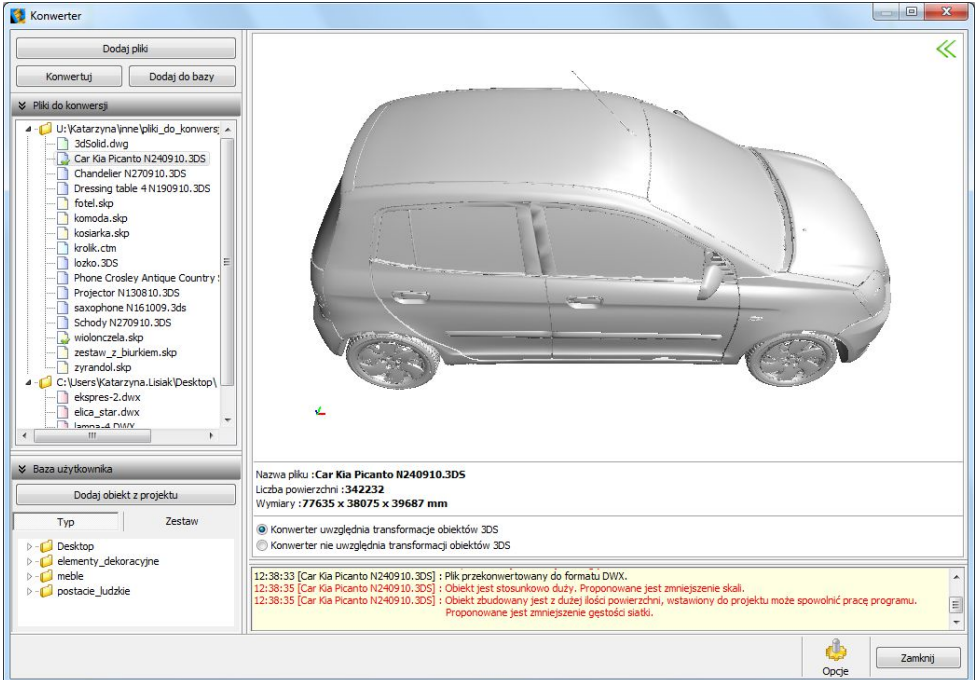 Konwerter
Dodaj pliki
Konwertuj
Dodaj do bazy
Pliki do konwersji
U:\Katarzyna\inne\pliki_do_konwersj
3dSolid.dwg
Car Kia Picanto N240910.3DS
Chandelier N270910.3DS
Dressing table 4 N190910.3DS
fotel.skp
komoda.skp
kosiarka.skp
krolik.ctm
lozko.3DS
Phone Crosley Antique Country
Projector N130810.3DS
saxophone N161009.3ds
Schody N270910.3DS
wiolonczela.skp
zestaw_z_biurkiem.skp
zyrandol.skp
C:\Users\Katarzyna.Lisiak\Desktop\
ekspres-2.dwx
elica_star.dwx
lampa-4.DWX
Baza użytkownika
Dodaj obiekt z projektu
Typ
Zestaw
Desktop
elementy_dekoracyjne
meble
postacie_ludzkie
Nazwa pliku :Car Kia Picanto N240910.3DS
Liczba powierzchni :342232
Wymiary :77635 x 38075 x 39687 mm
Konwerter uwzględnia transformacje obiektów 3DS
Konwerter nie uwzględnia transformacji obiektów 3DS
12:38:33 [Car Kia Picanto N240910.3DS] : Plik przekonwertowany do formatu DWX.
12:38:35 [Car Kia Picanto N240910.3DS] : Obiekt jest stosunkowo duży. Proponowane jest zmniejszenie skali.
12:38:35 [Car Kia Picanto N240910.3DS] : Obiekt zbudowany jest z dużej ilości powierzchni, wstawiony do projektu może spowolnić pracę programu.
Proponowane jest zmniejszenie gęstości siatki.
Opcje
Zamknij